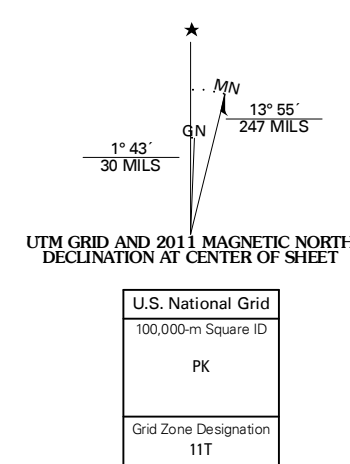 ★
MN
GN
13° 55´
247 MILS
1° 43´
30 MILS
UTM GRID AND 2011 MAGNETIC NORTH
DECLINATION AT CENTER OF SHEET
U.S. National Grid
100,000-m Square ID
PK
Grid Zone Designation
11T